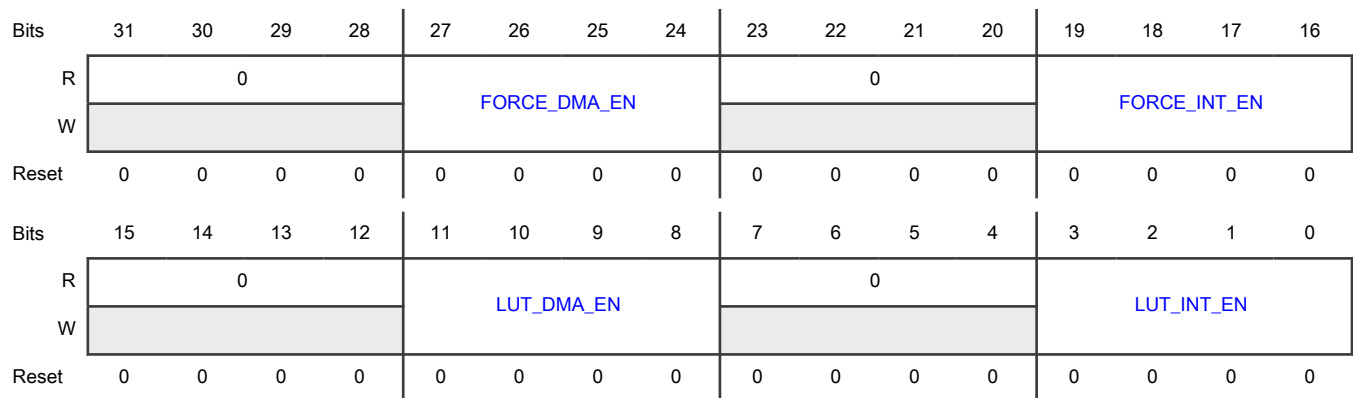 Bits 31 30 29 28 27 26 25 24 23 22 21 20 19 18 17 16
R 0 FORCE_DMA_EN 0 FORCE_INT_EN
W
Reset 0 0 0 0 0 0 0 0 0 0 0 0 0 0 0 0
Bits 15 14 13 12 11 10 9 8 7 6 5 4 3 2 1 0
R 0 LUT_DMA_EN 0 LUT_INT_EN
W
Reset 0 0 0 0 0 0 0 0 0 0 0 0 0 0 0 0